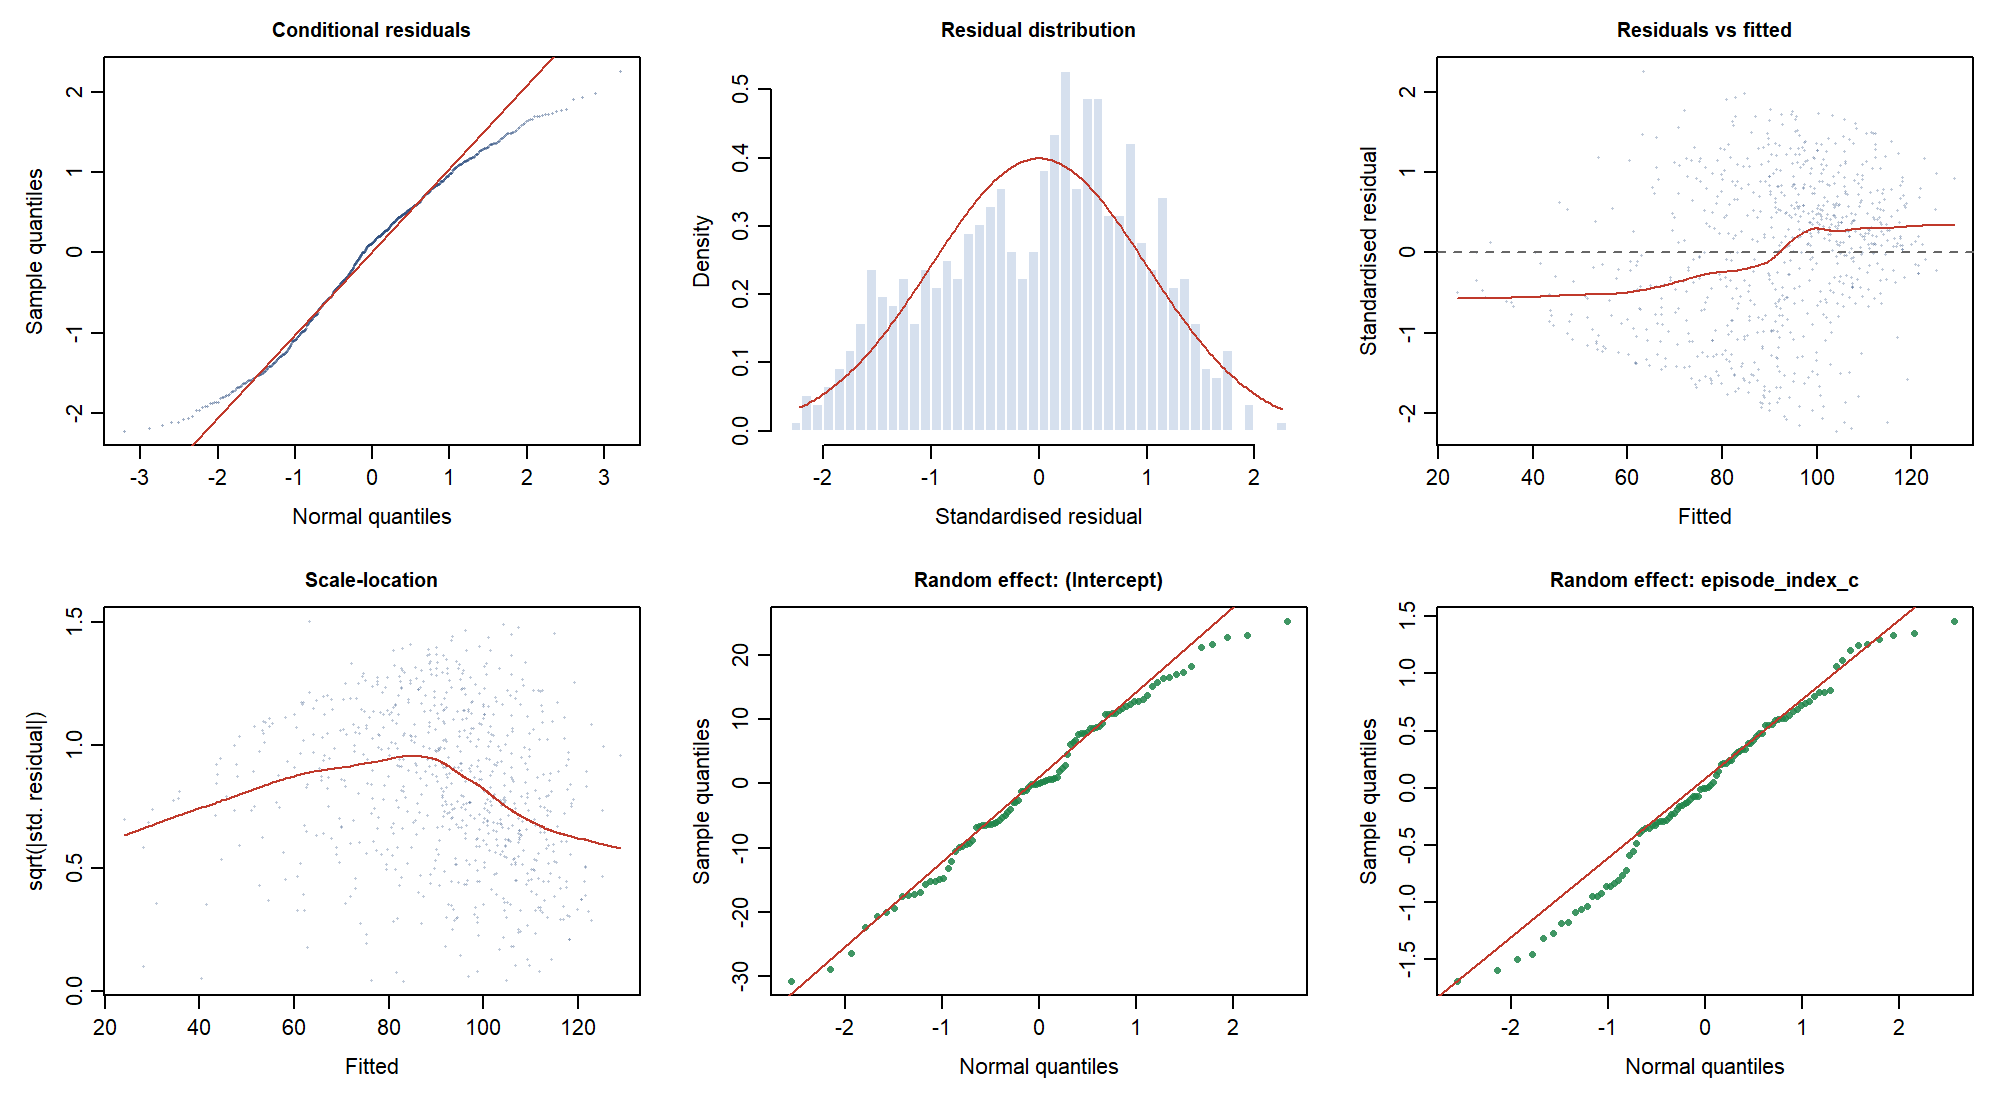 Conditional residuals
Sample quantiles
2
1
0
-1
-2
-3 -2 -1 0 1 2 3
Normal quantiles
Residual distribution
Density
0.5
0.4
0.3
0.2
0.1
0.0
-2 -1 0 1 2
Standardised residual
Residuals vs fitted
Standardised residual
2
1
0
-1
-2
20 40 60 80 100 120
Fitted
Scale-location
sqrt(|std. residual|)
1.5
1.0
0.5
0.0
20 40 60 80 100 120
Fitted
Random effect: (Intercept)
Sample quantiles
20
10
0
-10
-20
-30
-2 -1 0 1 2
Normal quantiles
Random effect: episode_index_c
Sample quantiles
1.5
1.0
0.5
0.0
-0.5
-1.0
-1.5
-2 -1 0 1 2
Normal quantiles